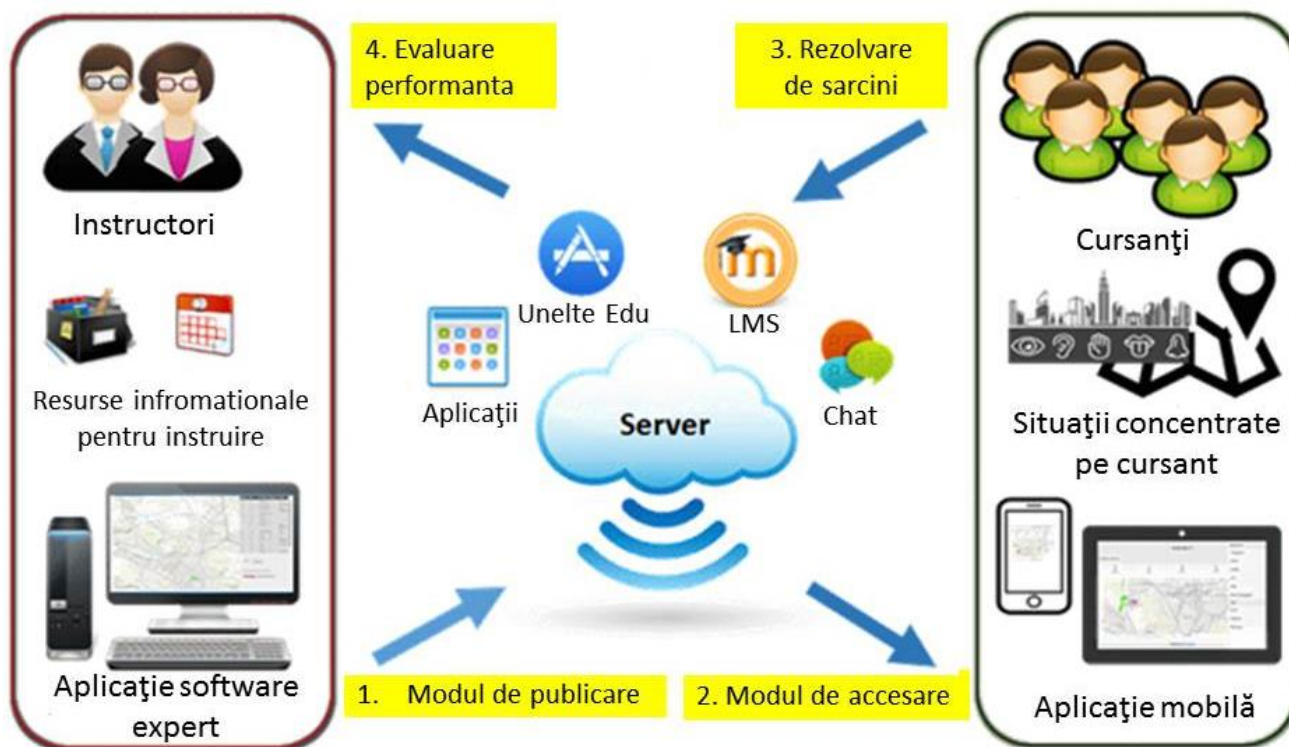 4. Evaluare
performanta
3. Rezolvare
de sarcini
Instructori
Resurse infromationale
pentru instruire
Aplicaţie software
expert
Unelte Edu
LMS
Aplicaţii
Server
Chat
1. Modul de publicare
2. Modul de accesare
Cursanţi
Situaţii concentrate
pe cursant
Aplicaţie mobilă